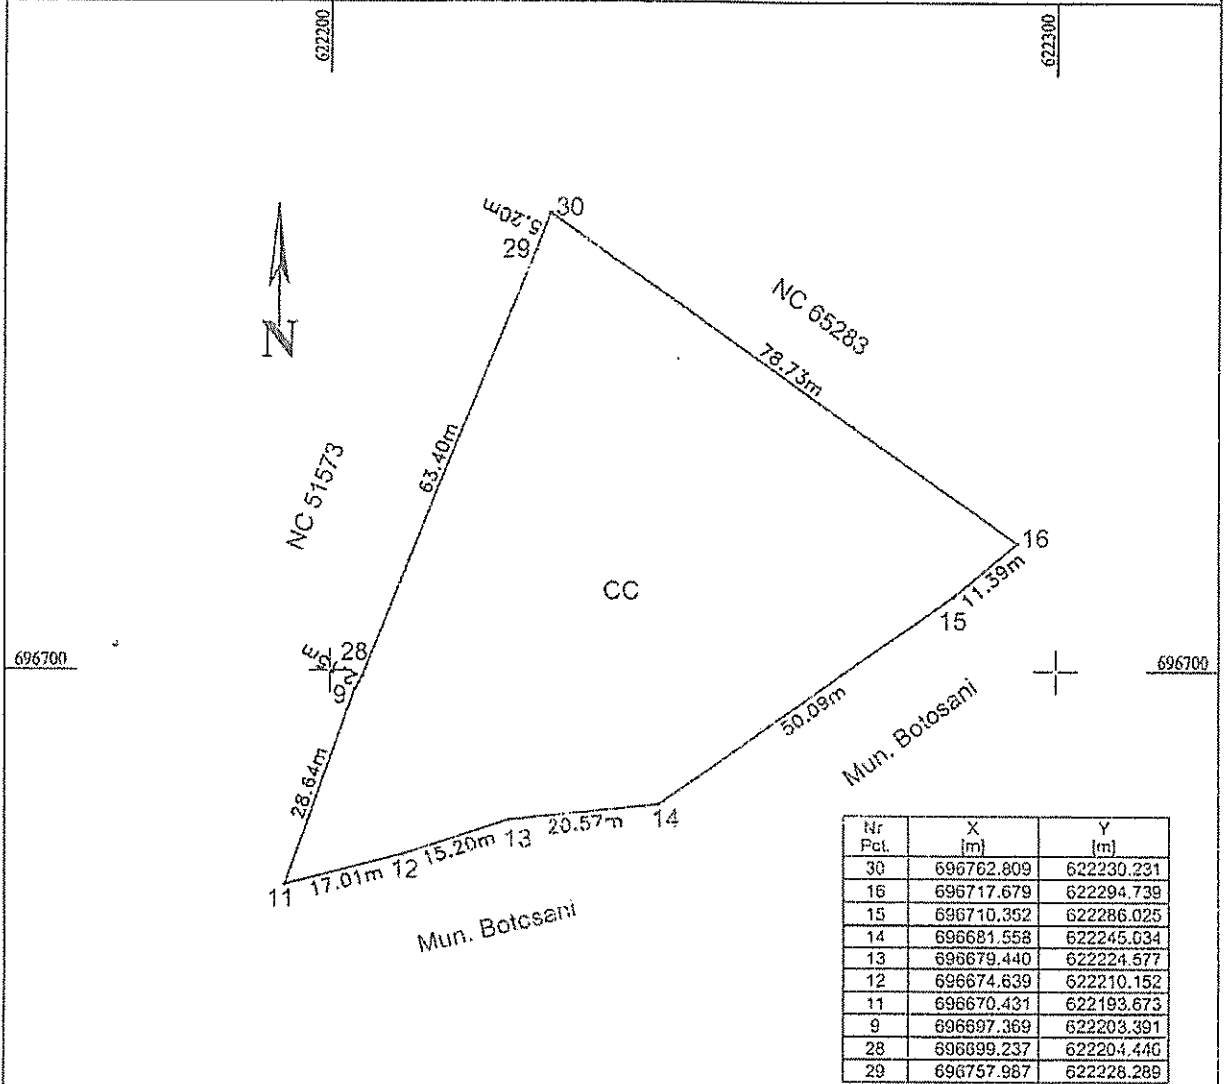 622200
622300
5.20m
30
29
NC 65283
N
78.73m
63.40m
NC 51573
16
CC
11.39m
15
28
696700
696700
9
50.09m
Mun. Botosani
28.64m
14
20.57m
13
15.20m
12
17.01m
11
Mun. Botosani
Nr Pct. X [m] Y [m]
30 696762.809 622230.231
16 696717.679 622294.739
15 696710.352 622286.025
14 696681.558 622245.034
13 696679.440 622224.577
12 696674.639 622210.152
11 696670.431 622193.673
9 696697.369 622203.391
28 696699.237 622204.446
29 696757.987 622228.289